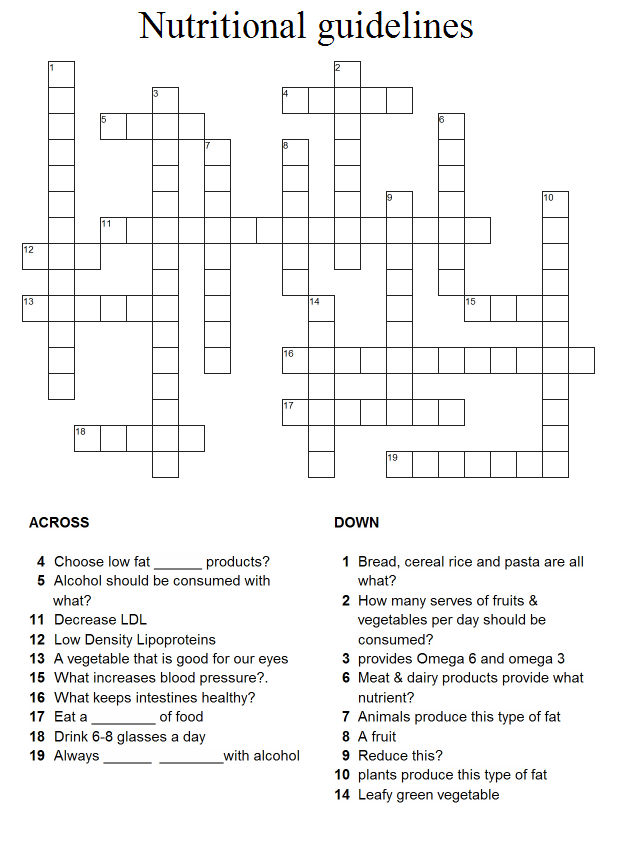 Nutritional guidelines
1
2
3
4
5
6
7
8
9
10
11
12
13
14
15
16
17
18
19
ACROSS
4 Choose low fat ______ products?
5 Alcohol should be consumed with
what?
11 Decrease LDL
12 Low Density Lipoproteins
13 A vegetable that is good for our eyes
15 What increases blood pressure?.
16 What keeps intestines healthy?
17 Eat a ________ of food
18 Drink 6-8 glasses a day
19 Always ______ ________with alcohol
DOWN
1 Bread, cereal rice and pasta are all
what?
2 How many serves of fruits &
vegetables per day should be
consumed?
3 provides Omega 6 and omega 3
6 Meat & dairy products provide what
nutrient?
7 Animals produce this type of fat
8 A fruit
9 Reduce this?
10 plants produce this type of fat
14 Leafy green vegetable